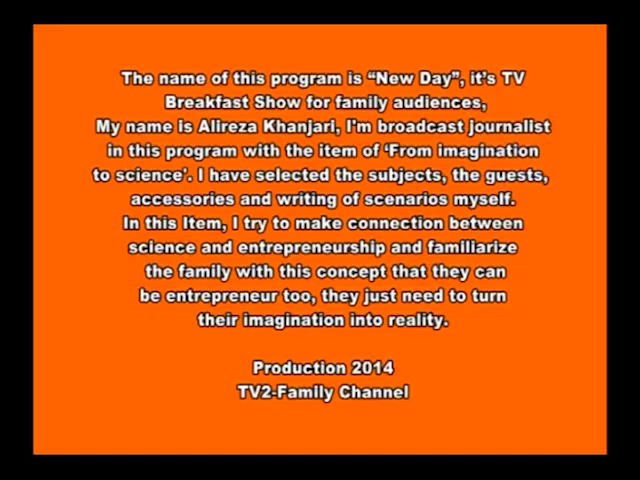 The name of this program is “New Day”, it’s TV
Breakfast Show for family audiences,
My name is Alireza Khanjari, I'm broadcast journalist
in this program with the item of ‘From imagination
to science’. I have selected the subjects, the guests,
accessories and writing of scenarios myself.
In this Item, I try to make connection between
science and entrepreneurship and familiarize
the family with this concept that they can
be entrepreneur too, they just need to turn
their imagination into reality.
Production 2014
TV2-Family Channel